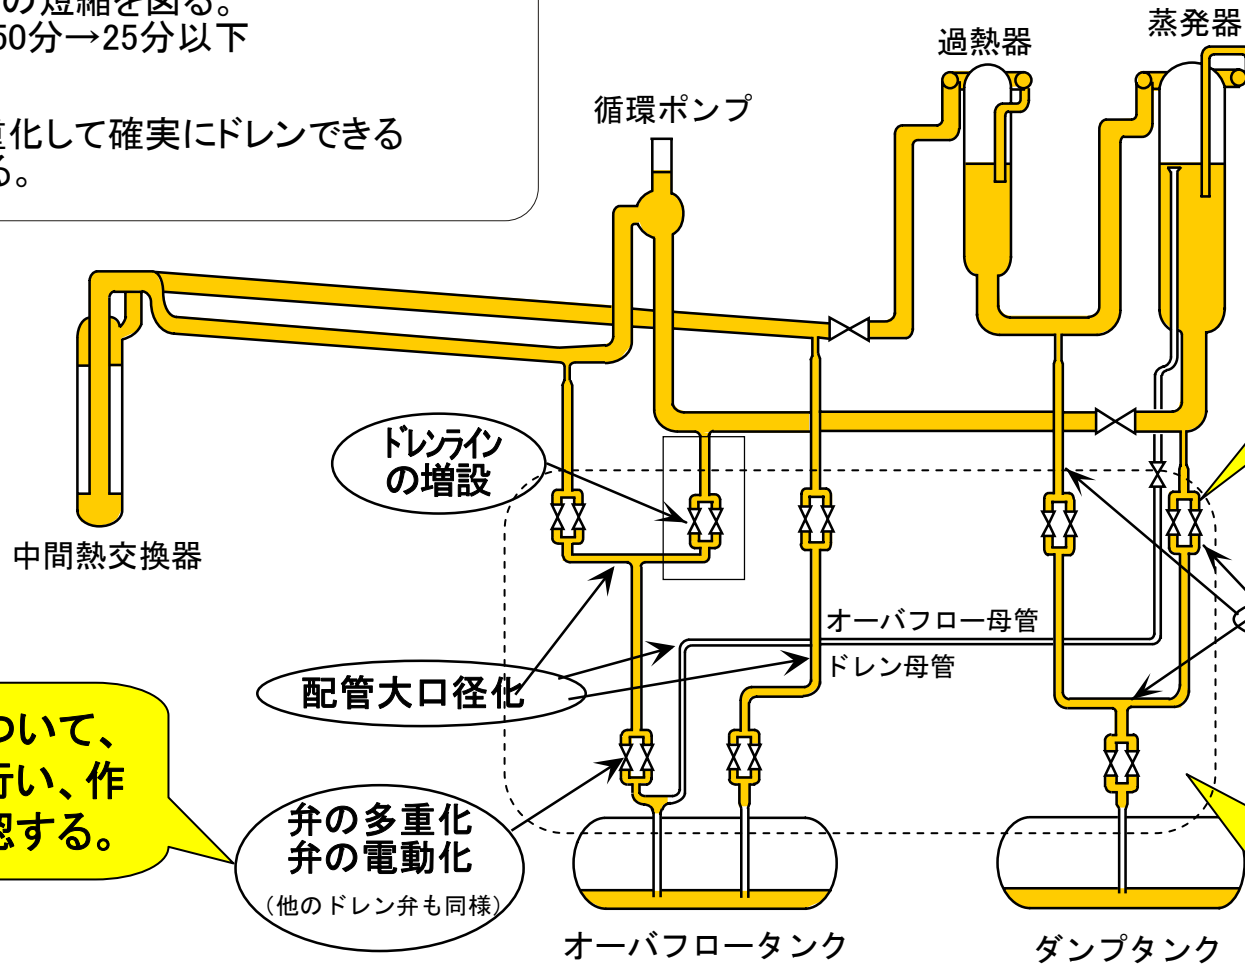 の短縮を図る。
50分→25分以下
重化して確実にドレンできる
る。
蒸発器
過熱器
循環ポンプ
ドレンライン
の増設
中間熱交換器
オーバフロー母管
ドレン母管
配管大口径化
ついて、
行い、作
認する。
弁の多重化
弁の電動化
(他のドレン弁も同様)
オーバフロータンク
ダンプタンク